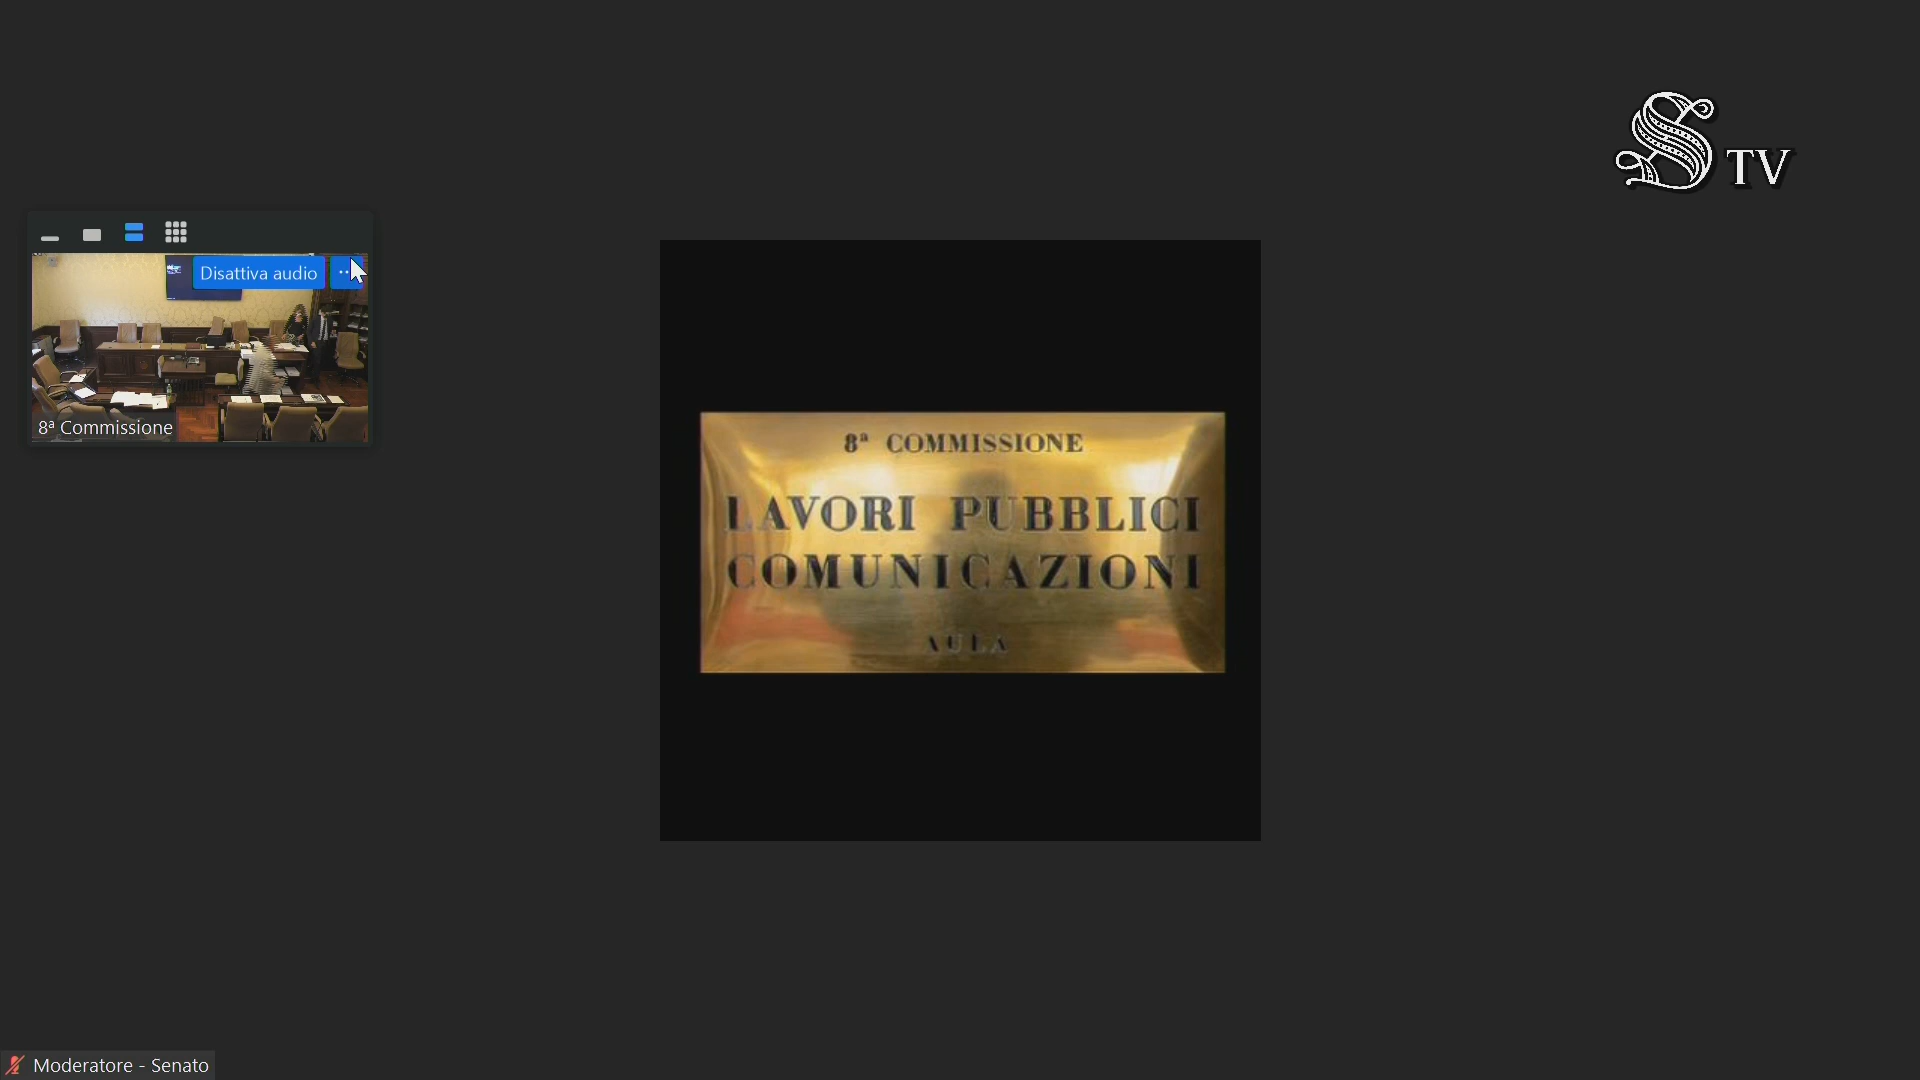 S TV
Disattiva audio
8ª Commissione
8ª COMMISSIONE
LAVORI PUBBLICI
COMUNICAZIONI
AULA
Moderatore - Senato